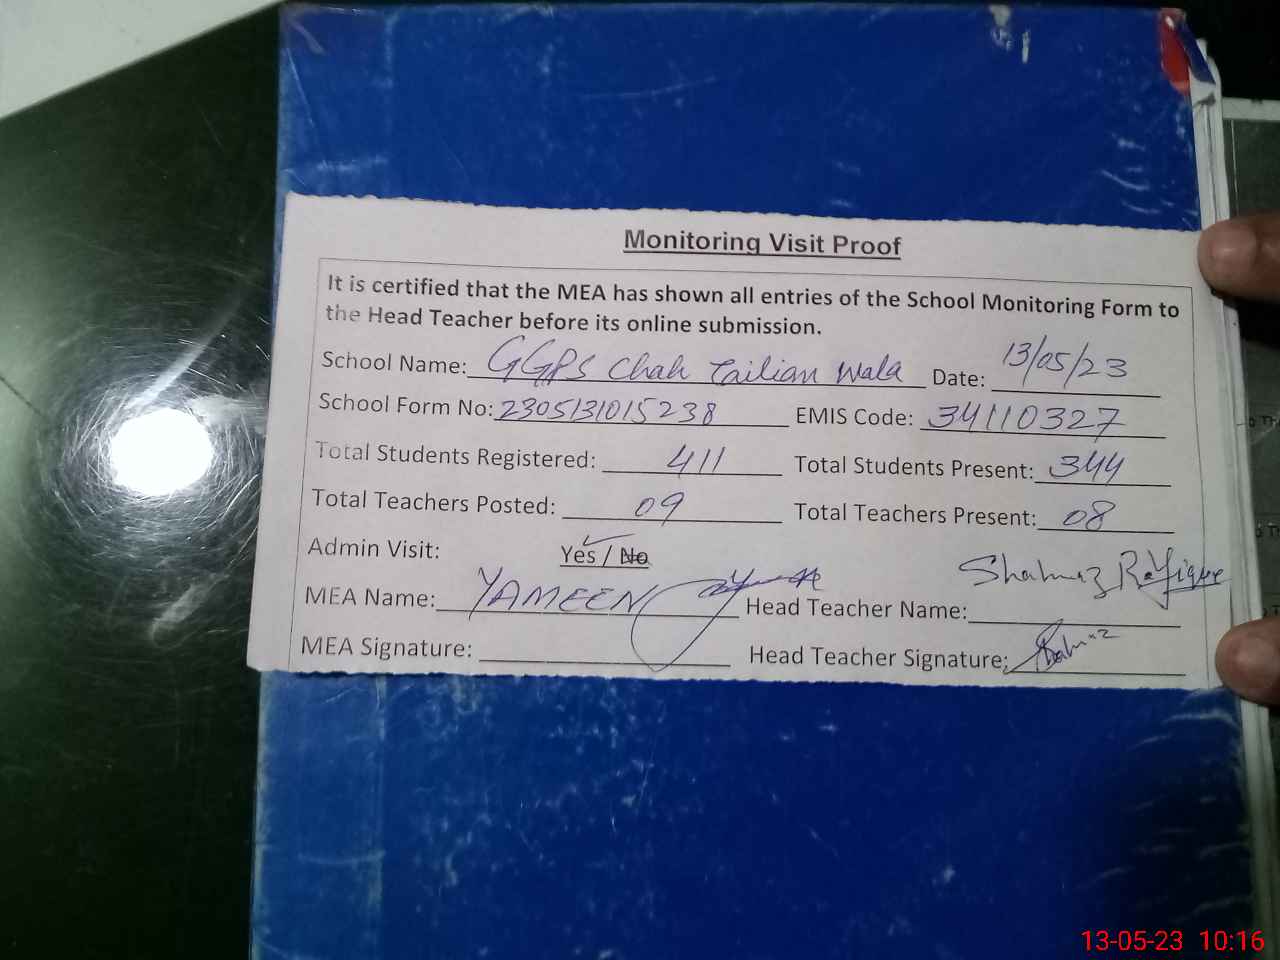 Monitoring Visit Proof
It is certified that the MEA has shown all entries of the School Monitoring Form to
the Head Teacher before its online submission.
School Name: GGPS Chah Tailian Wala Date: 13/05/23
School Form No: 2305131015238 EMIS Code: 34110327
Total Students Registered: 411 Total Students Present: 344
Total Teachers Posted: 09 Total Teachers Present: 08
Admin Visit: Yes / No
MEA Name: YAMEEN Head Teacher Name: Shahnaz Rafique
MEA Signature: Head Teacher Signature: Shahnaz
13-05-23 10:16